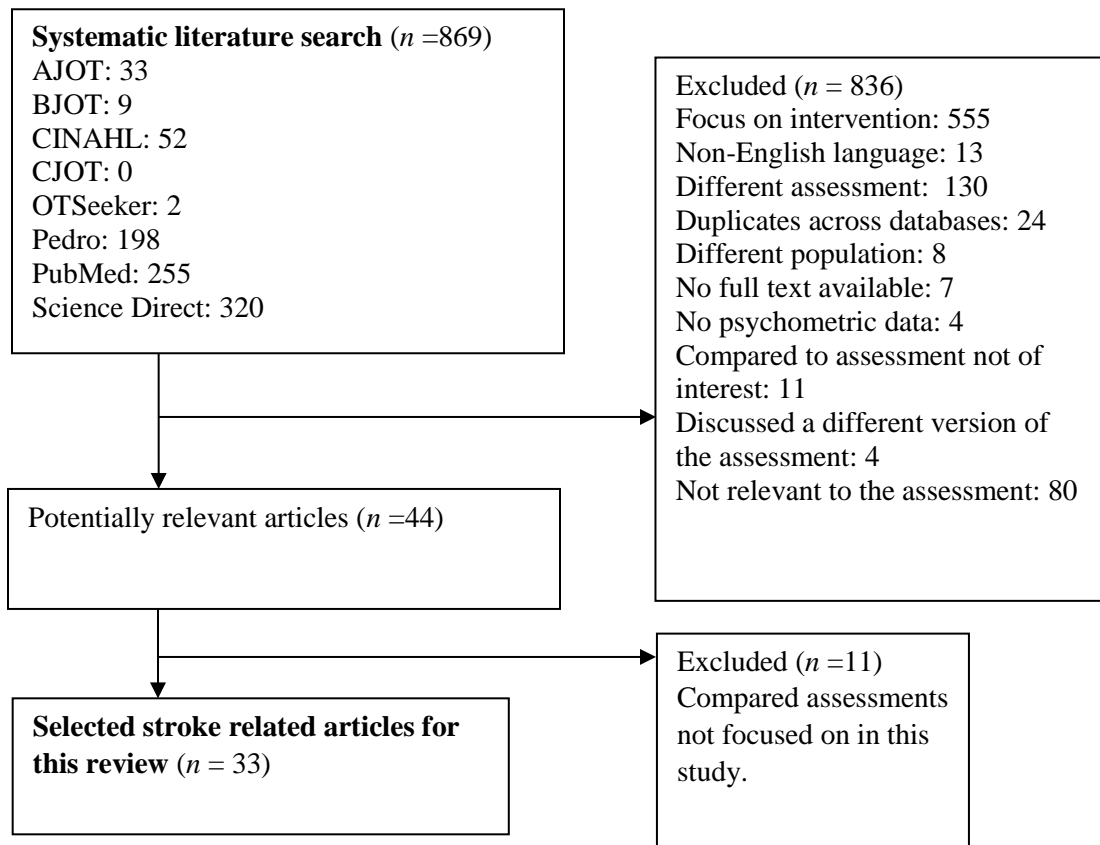 Systematic literature search (n =869)
AJOT: 33
BJOT: 9
CINAHL: 52
CJOT: 0
OTSeeker: 2
Pedro: 198
PubMed: 255
Science Direct: 320
Excluded (n = 836)
Focus on intervention: 555
Non-English language: 13
Different assessment:  130
Duplicates across databases: 24
Different population: 8
No full text available: 7
No psychometric data: 4
Compared to assessment not of
interest: 11
Discussed a different version of
the assessment: 4
Not relevant to the assessment: 80
Potentially relevant articles (n =44)
Excluded (n =11)
Compared assessments
not focused on in this
study.
Selected stroke related articles for
this review (n = 33)